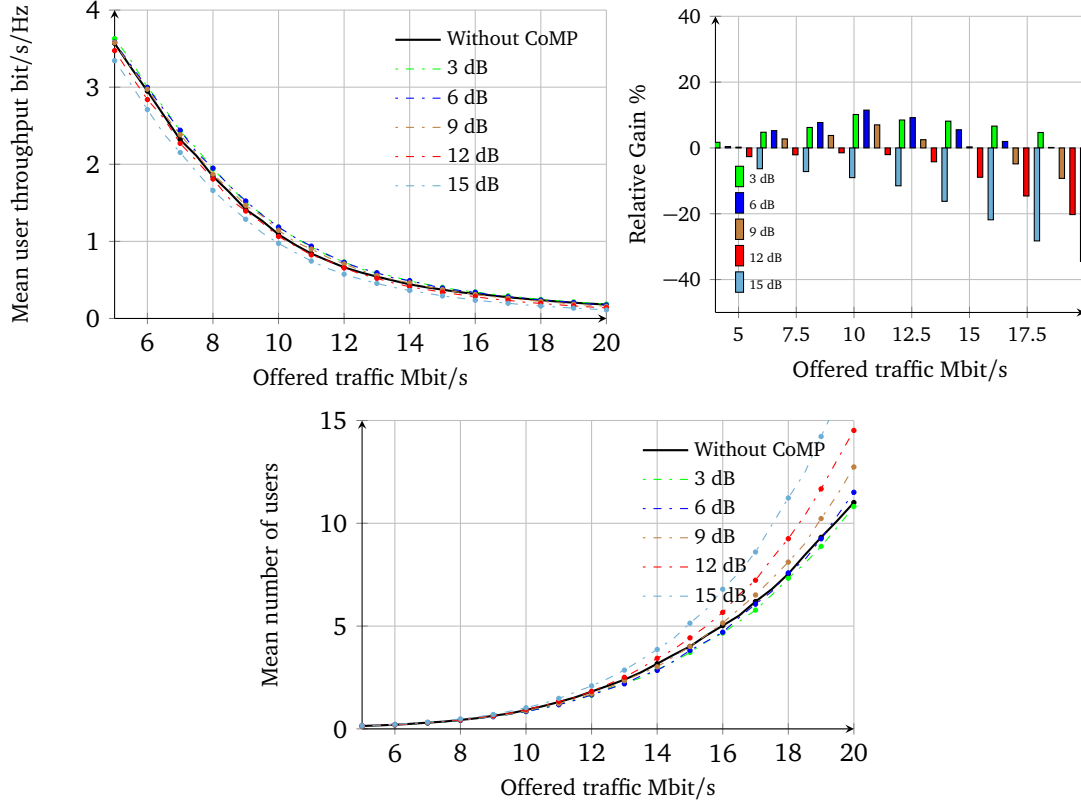 Mean user throughput bit/s/Hz
4
3
2
1
0
6 8 10 12 14 16 18 20
Offered traffic Mbit/s
Without CoMP
3 dB
6 dB
9 dB
12 dB
15 dB
Relative Gain %
40
20
0
−20
−40
5 7.5 10 12.5 15 17.5
Offered traffic Mbit/s
3 dB
6 dB
9 dB
12 dB
15 dB
Mean number of users
15
10
5
0
6 8 10 12 14 16 18 20
Offered traffic Mbit/s
Without CoMP
3 dB
6 dB
9 dB
12 dB
15 dB